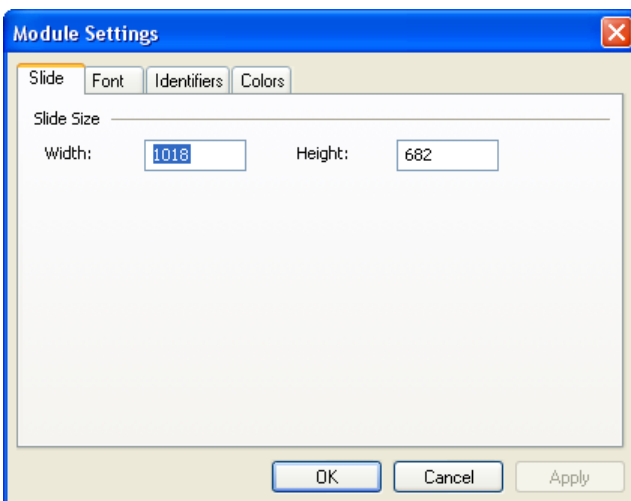 Module Settings
Slide Font Identifiers Colors
Slide Size
Width: 1018 Height: 682
OK Cancel Apply